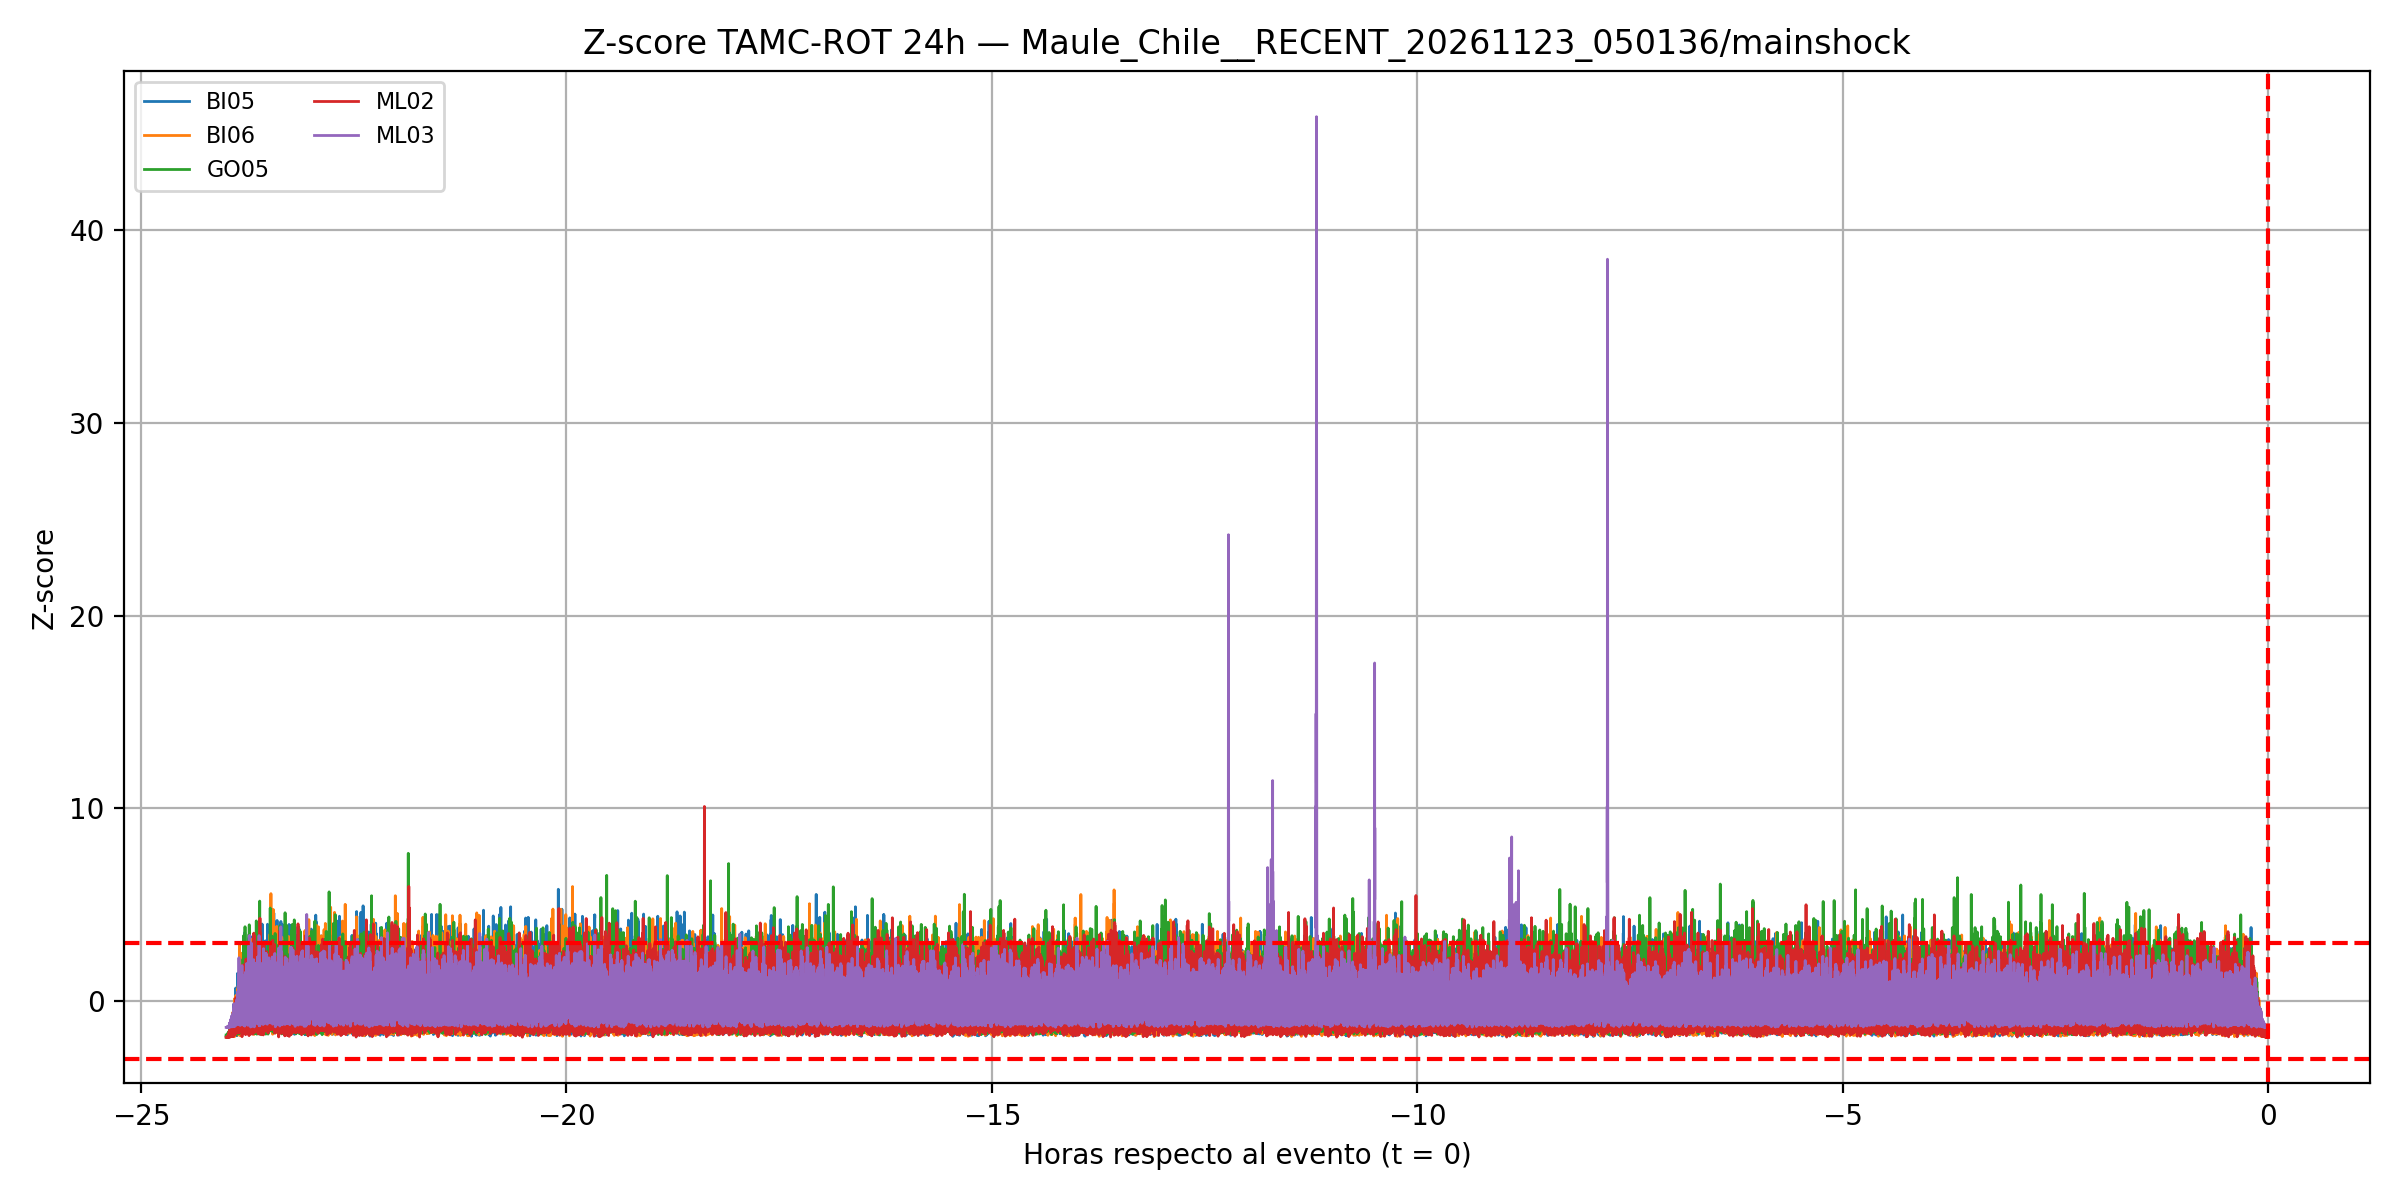 Z-score TAMC-ROT 24h — Maule_Chile__RECENT_20261123_050136/mainshock
BI05 ML02
BI06 ML03
GO05
40
30
20
10
0
Z-score
−25 −20 −15 −10 −5 0
Horas respecto al evento (t = 0)